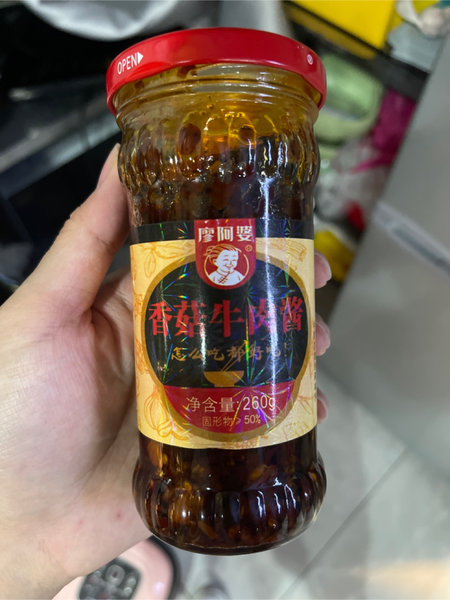 OPEN
廖阿婆
香菇牛肉酱
怎么吃都好吃
净含量:260g
固形物≥50%